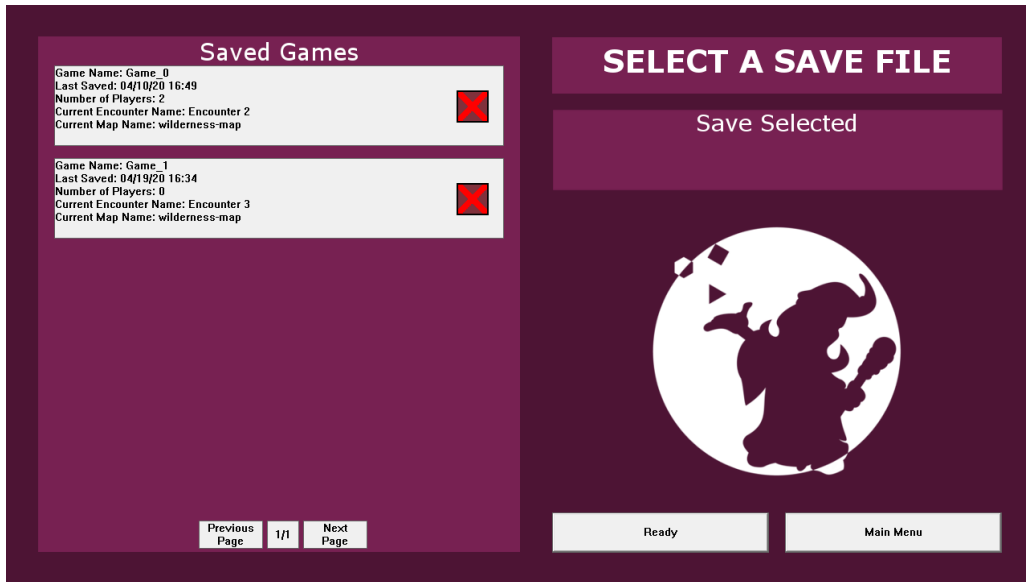 Saved Games
Game Name: Game_0
Last Saved: 04/10/20 16:49
Number of Players: 2
Current Encounter Name: Encounter 2
Current Map Name: wilderness-map
Game Name: Game_1
Last Saved: 04/19/20 16:34
Number of Players: 0
Current Encounter Name: Encounter 3
Current Map Name: wilderness-map
Previous
Page
1/1
Next
Page
SELECT A SAVE FILE
Save Selected
Ready
Main Menu